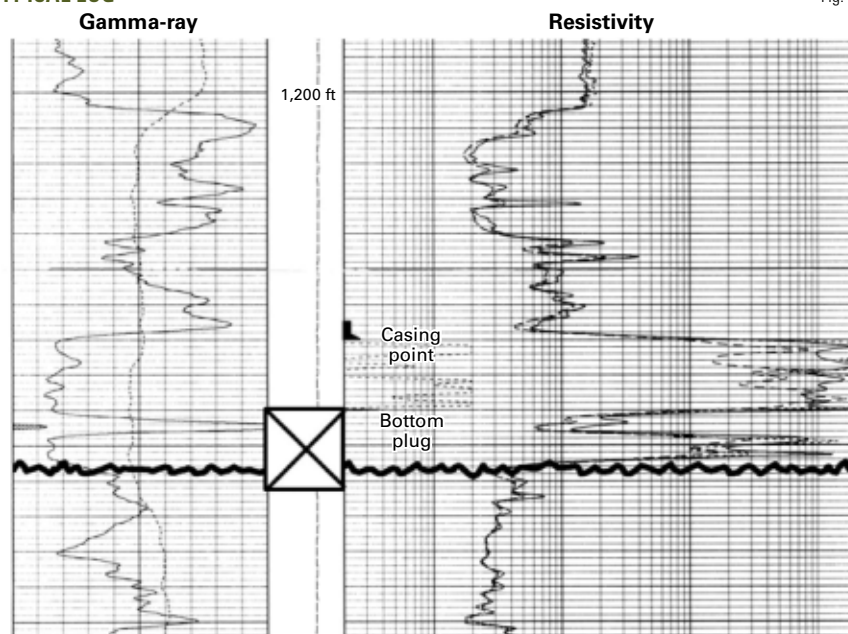 Gamma-ray
Resistivity
1,200 ft
Casing
point
Bottom
plug